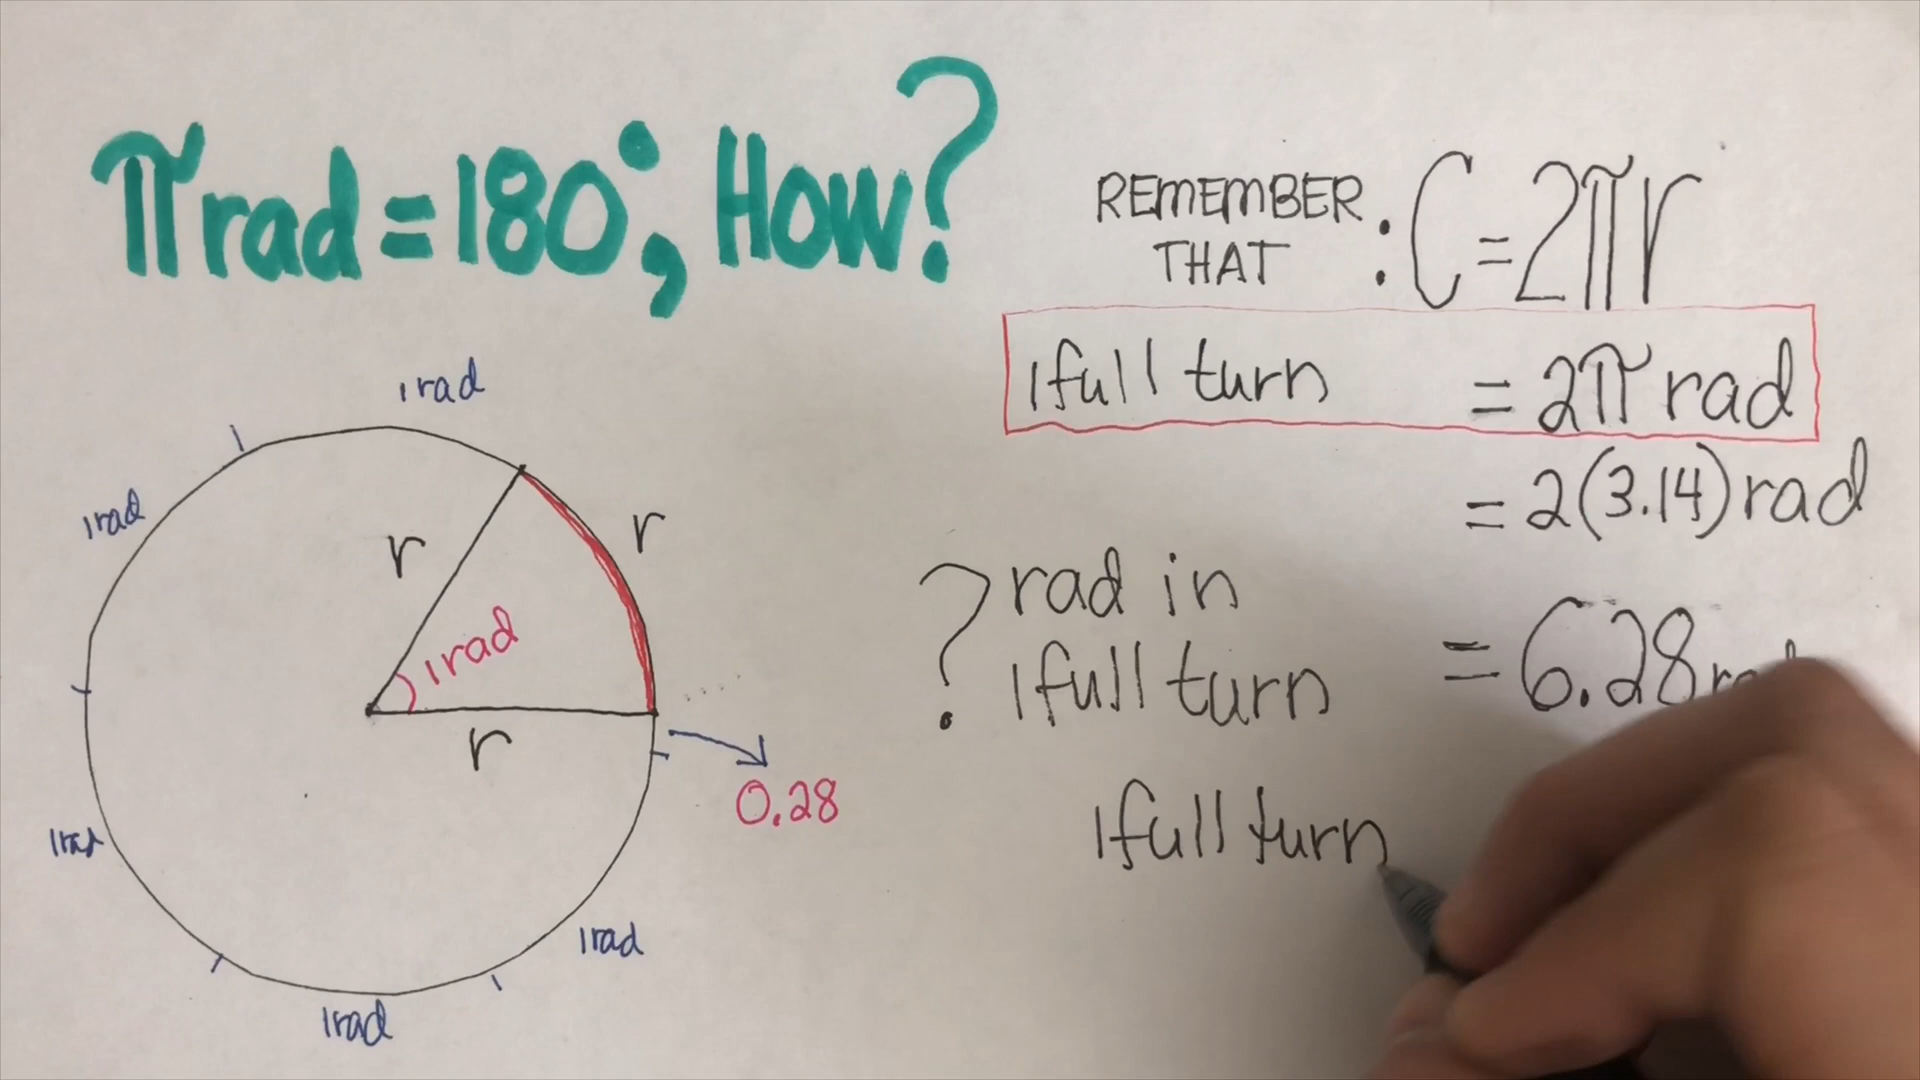 π rad = 180°, How?
REMEMBER THAT : C = 2πr
1 full turn = 2π rad
= 2(3.14) rad
? rad in 1 full turn = 6.28
1 full turn
1 rad
1 rad
1 rad
1 rad
1 rad
r
r
1 rad
r
0.28